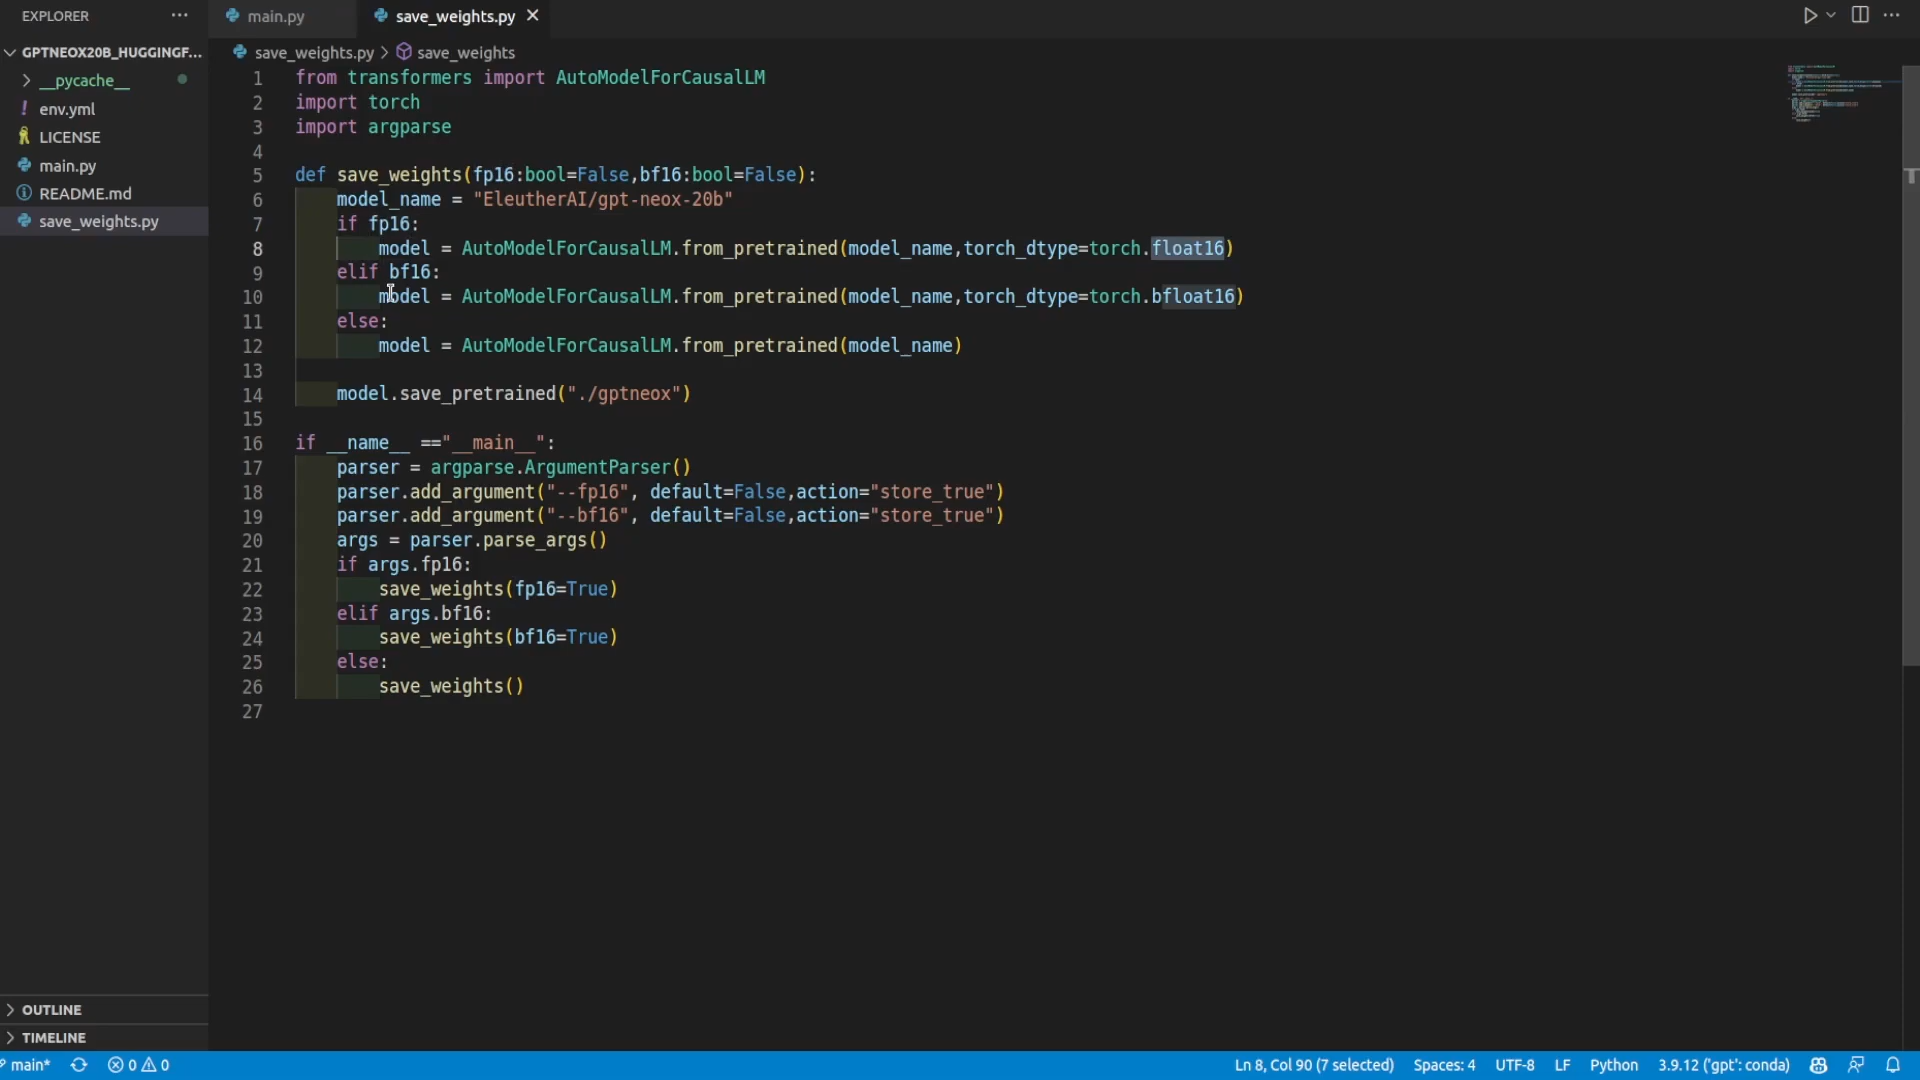 EXPLORER
GPTNEOX20B_HUGGINGF...
__pycache__
env.yml
LICENSE
main.py
README.md
save_weights.py
OUTLINE
TIMELINE
main.py
save_weights.py
save_weights.py > save_weights
1 from transformers import AutoModelForCausalLM
2 import torch
3 import argparse
4
5 def save_weights(fp16:bool=False,bf16:bool=False):
6     model_name = "EleutherAI/gpt-neox-20b"
7     if fp16:
8         model = AutoModelForCausalLM.from_pretrained(model_name,torch_dtype=torch.float16)
9     elif bf16:
10         model = AutoModelForCausalLM.from_pretrained(model_name,torch_dtype=torch.bfloat16)
11     else:
12         model = AutoModelForCausalLM.from_pretrained(model_name)
13
14     model.save_pretrained("./gptneox")
15
16 if __name__ =="__main__":
17     parser = argparse.ArgumentParser()
18     parser.add_argument("--fp16", default=False,action="store_true")
19     parser.add_argument("--bf16", default=False,action="store_true")
20     args = parser.parse_args()
21     if args.fp16:
22         save_weights(fp16=True)
23     elif args.bf16:
24         save_weights(bf16=True)
25     else:
26         save_weights()
27
main* 0 0 Ln 8, Col 90 (7 selected) Spaces: 4 UTF-8 LF Python 3.9.12 ('gpt': conda)